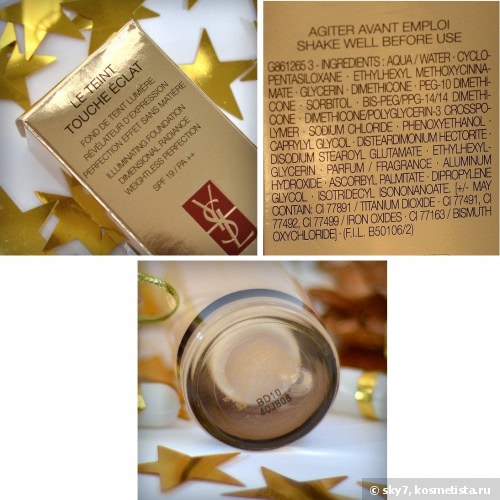 LE TEINT
TOUCHE ÉCLAT
FOND DE TEINT LUMIÈRE
RÉVÉLATEUR D'EXPRESSION
PERFECTION EFFET SANS MATIÈRE
ILLUMINATING FOUNDATION
DIMENSIONAL RADIANCE
WEIGHTLESS PERFECTION
SPF 19 / PA ++
YSL
AGITER AVANT EMPLOI
SHAKE WELL BEFORE USE
G861265 3 · INGREDIENTS : AQUA / WATER · CYCLO-
PENTASILOXANE · ETHYLHEXYL METHOXYCINNA-
MATE · GLYCERIN · DIMETHICONE · PEG-10 DIMETHI-
CONE · SORBITOL · BIS-PEG/PPG-14/14 DIMETHI-
CONE · DIMETHICONE/POLYGLYCERIN-3 CROSSPO-
LYMER · SODIUM CHLORIDE · PHENOXYETHANOL ·
CAPRYLYL GLYCOL · DISTEARDIMONIUM HECTORITE ·
DISODIUM STEAROYL GLUTAMATE · ETHYLHEXYL-
GLYCERIN · PARFUM / FRAGRANCE · ALUMINUM
HYDROXIDE · ASCORBYL PALMITATE · DIPROPYLENE
GLYCOL · ISOTRIDECYL ISONONANOATE [+/- MAY
CONTAIN: CI 77891 / TITANIUM DIOXIDE · CI 77491, CI
77492, CI 77499 / IRON OXIDES · CI 77163 / BISMUTH
OXYCHLORIDE] · (F.I.L. B50106/2)
BD10
403808
© sky7, kosmetista.ru